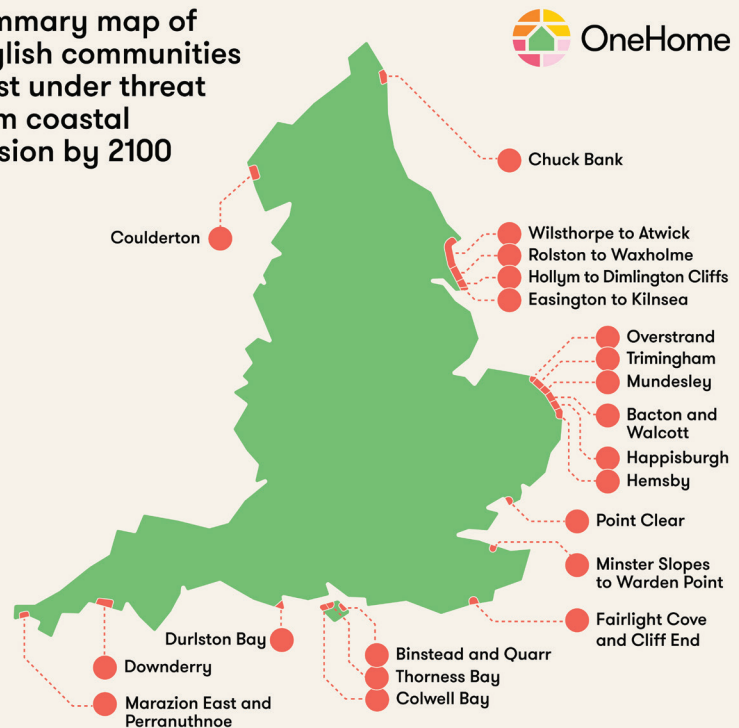 mmary map of
glish communities
st under threat
m coastal
sion by 2100
OneHome
Chuck Bank
Coulderton
Wilsthorpe to Atwick
Rolston to Waxholme
Hollym to Dimlington Cliffs
Easington to Kilnsea
Overstrand
Trimingham
Mundesley
Bacton and
Walcott
Happisburgh
Hemsby
Point Clear
Minster Slopes
to Warden Point
Fairlight Cove
and Cliff End
Durlston Bay
Binstead and Quarr
Thorness Bay
Colwell Bay
Downderry
Marazion East and
Perranuthnoe